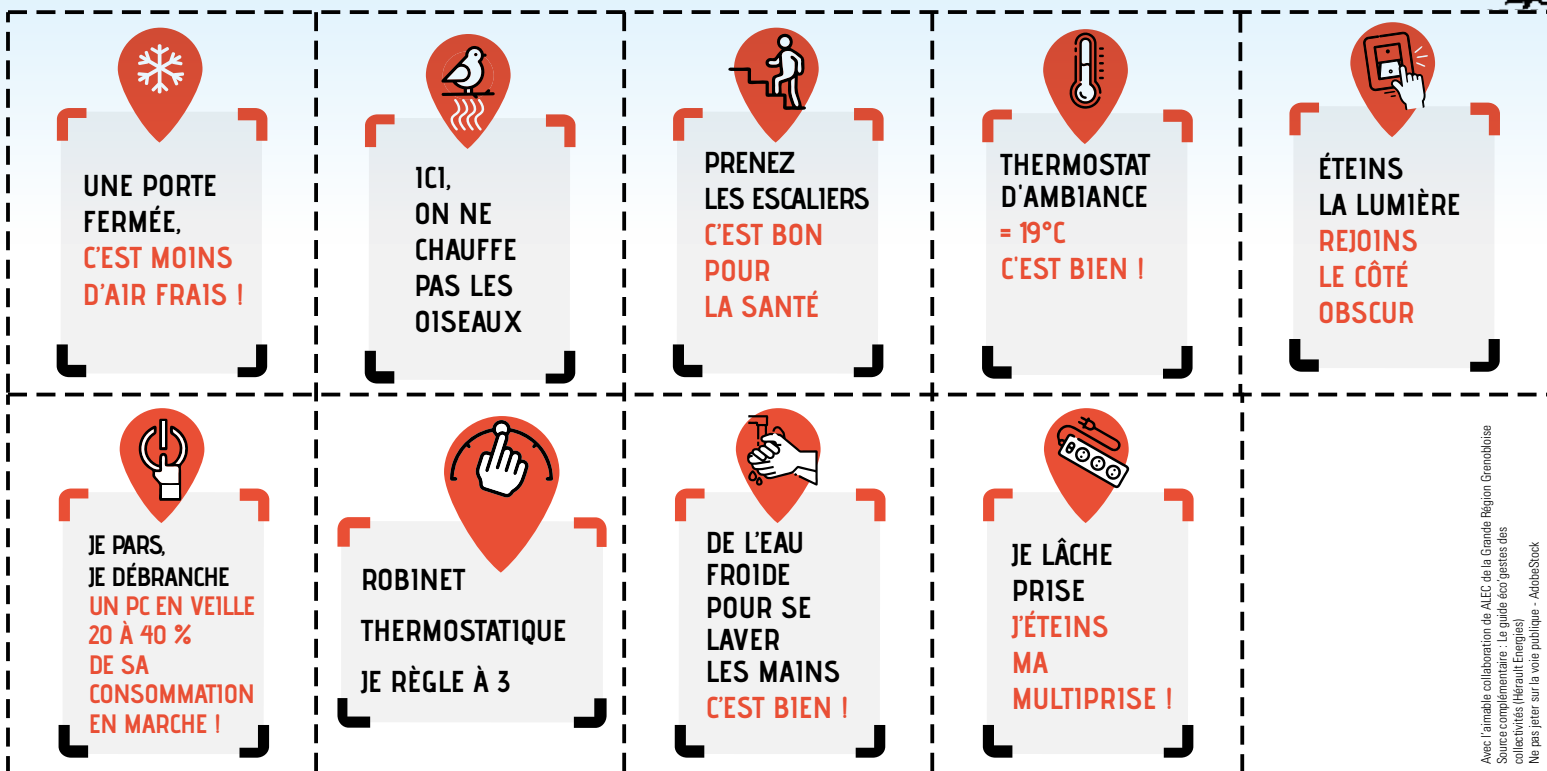 UNE PORTE
FERMÉE,
C'EST MOINS
D'AIR FRAIS !
ICI,
ON NE
CHAUFFE
PAS LES
OISEAUX
PRENEZ
LES ESCALIERS
C'EST BON
POUR
LA SANTÉ
THERMOSTAT
D'AMBIANCE
= 19°C
C'EST BIEN !
ÉTEINS
LA LUMIÈRE
REJOINS
LE CÔTÉ
OBSCUR
JE PARS,
JE DÉBRANCHE
UN PC EN VEILLE
20 À 40 %
DE SA
CONSOMMATION
EN MARCHE !
ROBINET
THERMOSTATIQUE
JE RÈGLE À 3
DE L'EAU
FROIDE
POUR SE
LAVER
LES MAINS
C'EST BIEN !
JE LÂCHE
PRISE
J'ÉTEINS
MA
MULTIPRISE !
Avec l'aimable collaboration de ALEC de la Grande Région Grenobloise
Source complémentaire : Le guide éco gestes des
collectivités (Hérault Energies)
Ne pas jeter sur la voie publique - AdobeStock